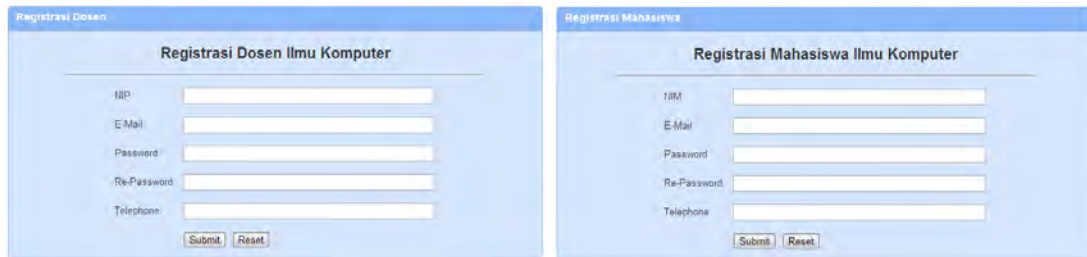 Registrasi Dosen
Registrasi Dosen Ilmu Komputer
NIP
E-Mail
Password
Re-Password
Telephone
Submit Reset
Registrasi Mahasiswa
Registrasi Mahasiswa Ilmu Komputer
NIM
E-Mail
Password
Re-Password
Telephone
Submit Reset